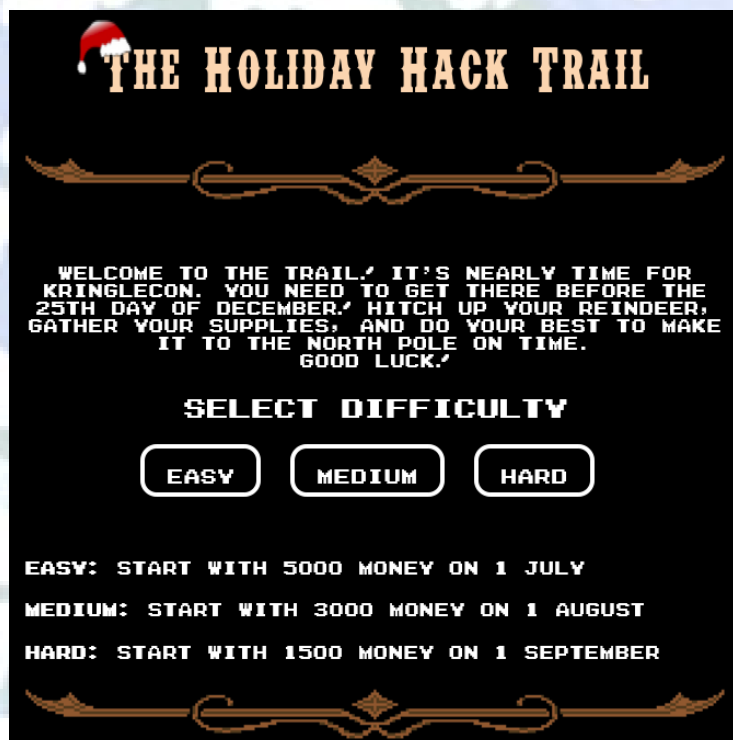 THE HOLIDAY HACK TRAIL
WELCOME TO THE TRAIL! IT'S NEARLY TIME FOR
KRINGLECON. YOU NEED TO GET THERE BEFORE THE
25TH DAY OF DECEMBER! HITCH UP YOUR REINDEER,
GATHER YOUR SUPPLIES, AND DO YOUR BEST TO MAKE
IT TO THE NORTH POLE ON TIME.
GOOD LUCK!
SELECT DIFFICULTY
EASY MEDIUM HARD
EASY: START WITH 5000 MONEY ON 1 JULY
MEDIUM: START WITH 3000 MONEY ON 1 AUGUST
HARD: START WITH 1500 MONEY ON 1 SEPTEMBER